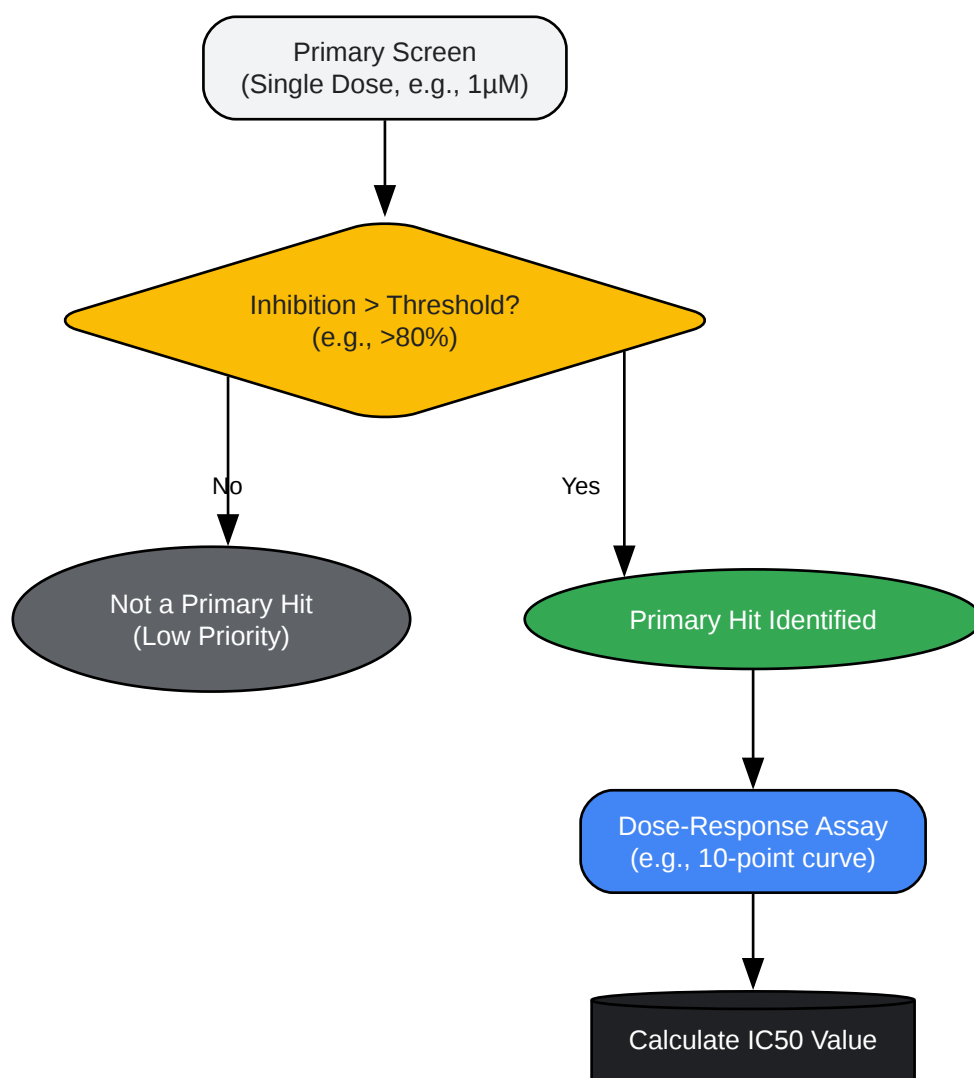 Primary Screen
(Single Dose, e.g., 1µM)
Inhibition > Threshold?
(e.g., >80%)
No
Yes
Not a Primary Hit
(Low Priority)
Primary Hit Identified
Dose-Response Assay
(e.g., 10-point curve)
Calculate IC50 Value